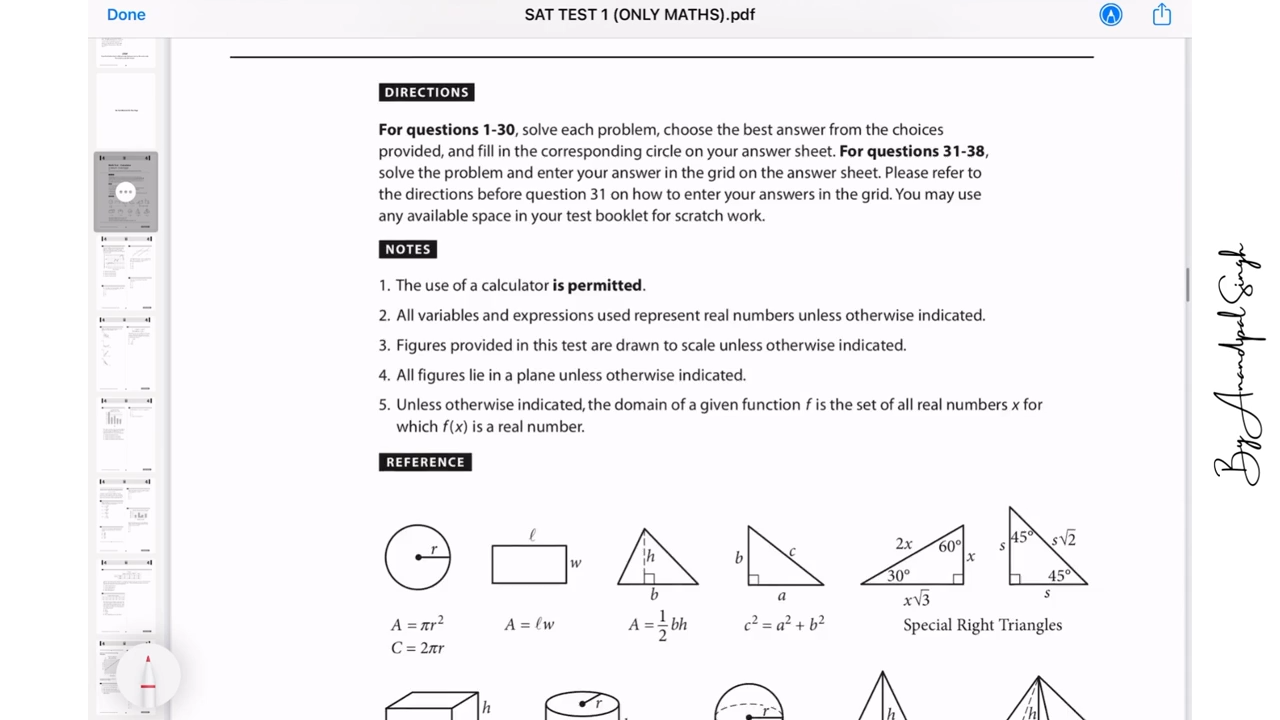 Done
SAT TEST 1 (ONLY MATHS).pdf
DIRECTIONS
For questions 1-30, solve each problem, choose the best answer from the choices
provided, and fill in the corresponding circle on your answer sheet. For questions 31-38,
solve the problem and enter your answer in the grid on the answer sheet. Please refer to
the directions before question 31 on how to enter your answers in the grid. You may use
any available space in your test booklet for scratch work.
NOTES
1. The use of a calculator is permitted.
2. All variables and expressions used represent real numbers unless otherwise indicated.
3. Figures provided in this test are drawn to scale unless otherwise indicated.
4. All figures lie in a plane unless otherwise indicated.
5. Unless otherwise indicated, the domain of a given function f is the set of all real numbers x for
which f(x) is a real number.
REFERENCE
r
ℓ
w
h
b
b
c
a
2x
60°
x
30°
x√3
s
45°
s√2
45°
s
A = πr²
C = 2πr
A = ℓw
A = 1/2 bh
c² = a² + b²
Special Right Triangles
h
r
r
h
h
By Anandpal Singh